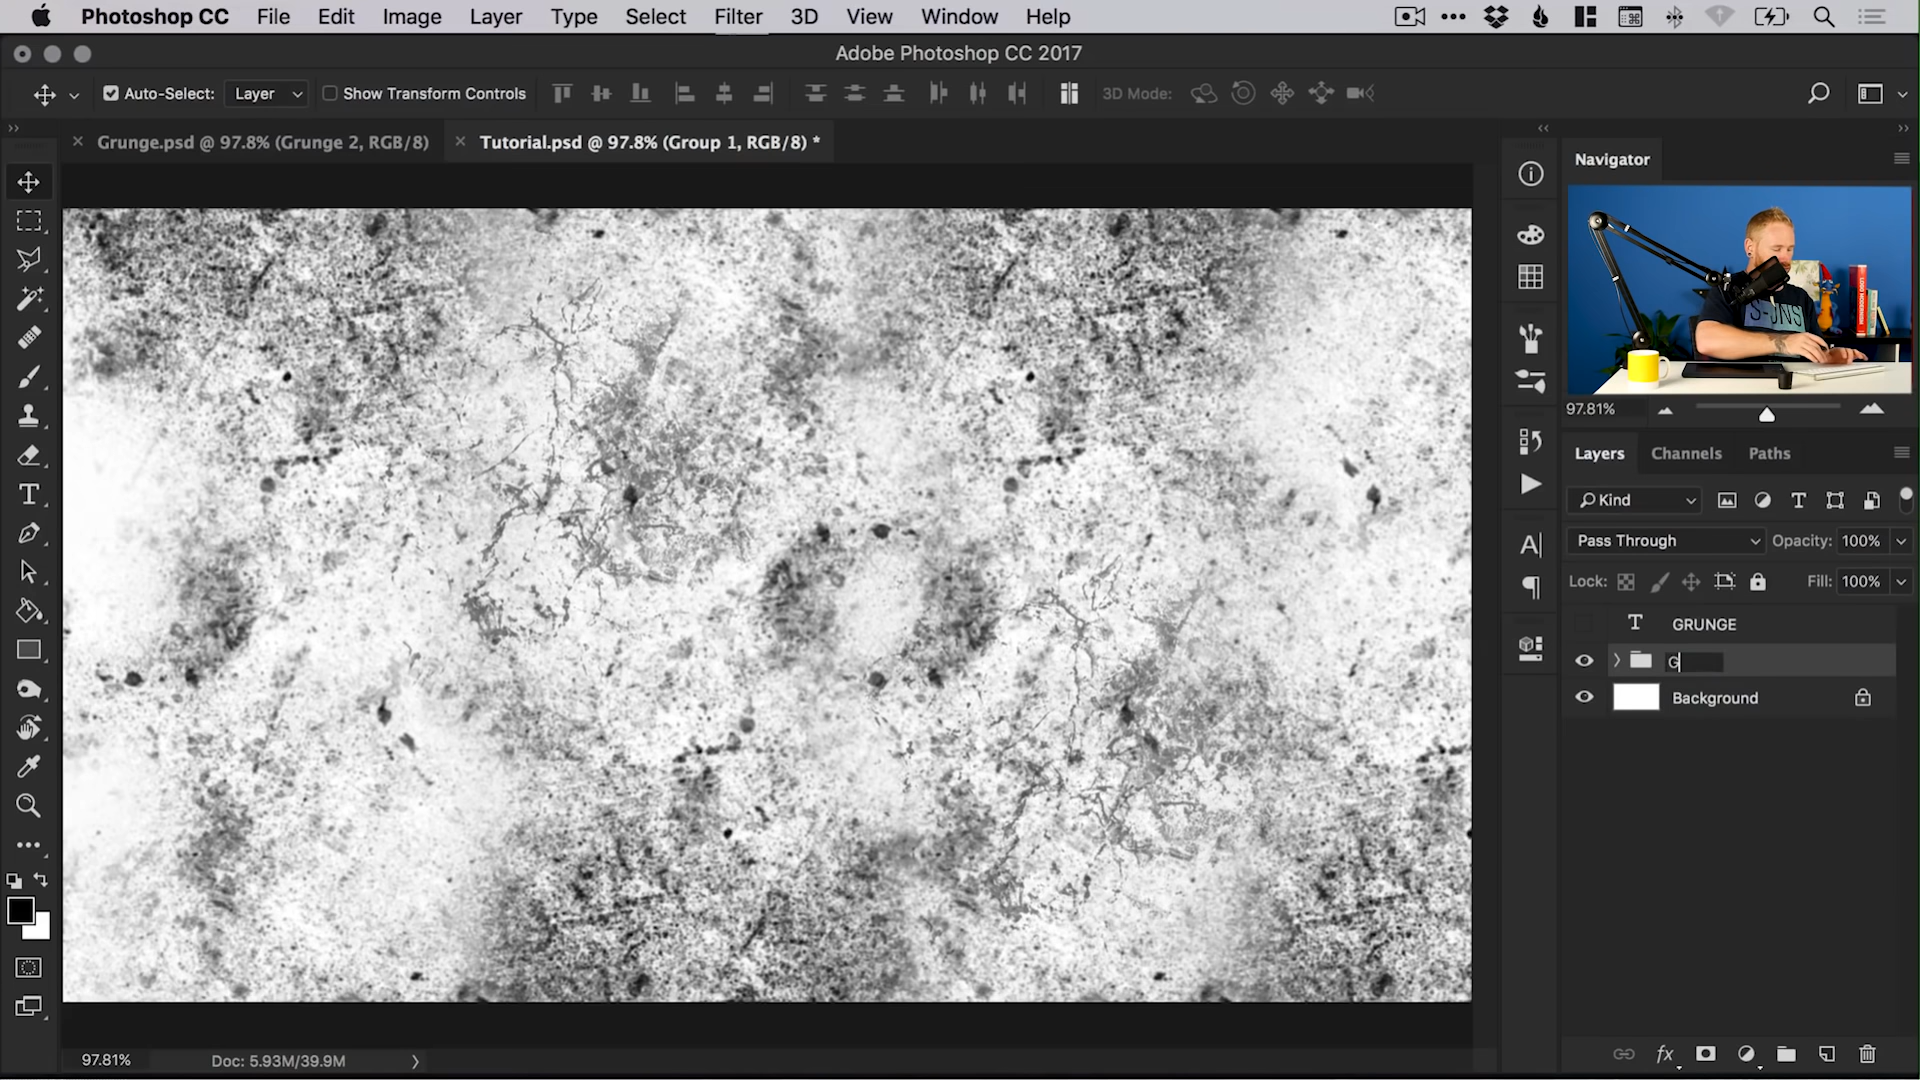 Photoshop CC File Edit Image Layer Type Select Filter 3D View Window Help
Adobe Photoshop CC 2017
Auto-Select: Layer Show Transform Controls 3D Mode:
Grunge.psd @ 97.8% (Grunge 2, RGB/8) Tutorial.psd @ 97.8% (Group 1, RGB/8) *
Navigator
97.81%
Layers Channels Paths
Kind
Pass Through Opacity: 100%
Lock: Fill: 100%
GRUNGE
G
Background
97.81% Doc: 5.93M/39.9M